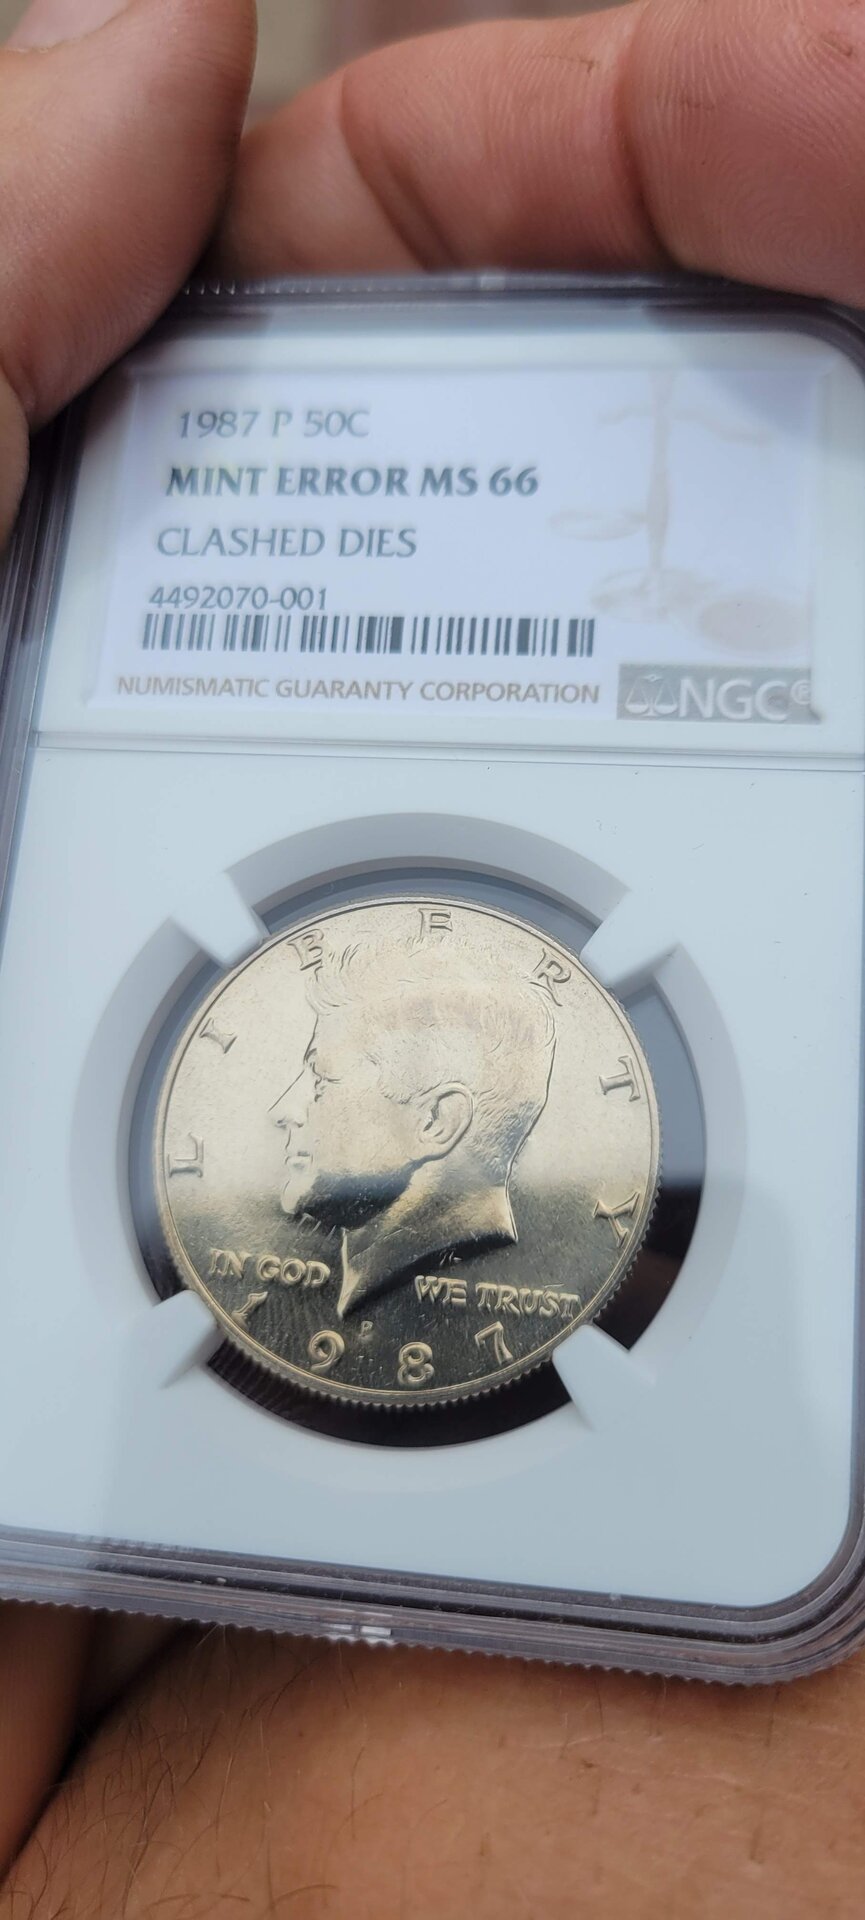 1987 P 50C
MINT ERROR MS 66
CLASHED DIES
4492070-001
NUMISMATIC GUARANTY CORPORATION NGC®
LIBERTY
IN GOD WE TRUST
P
1987